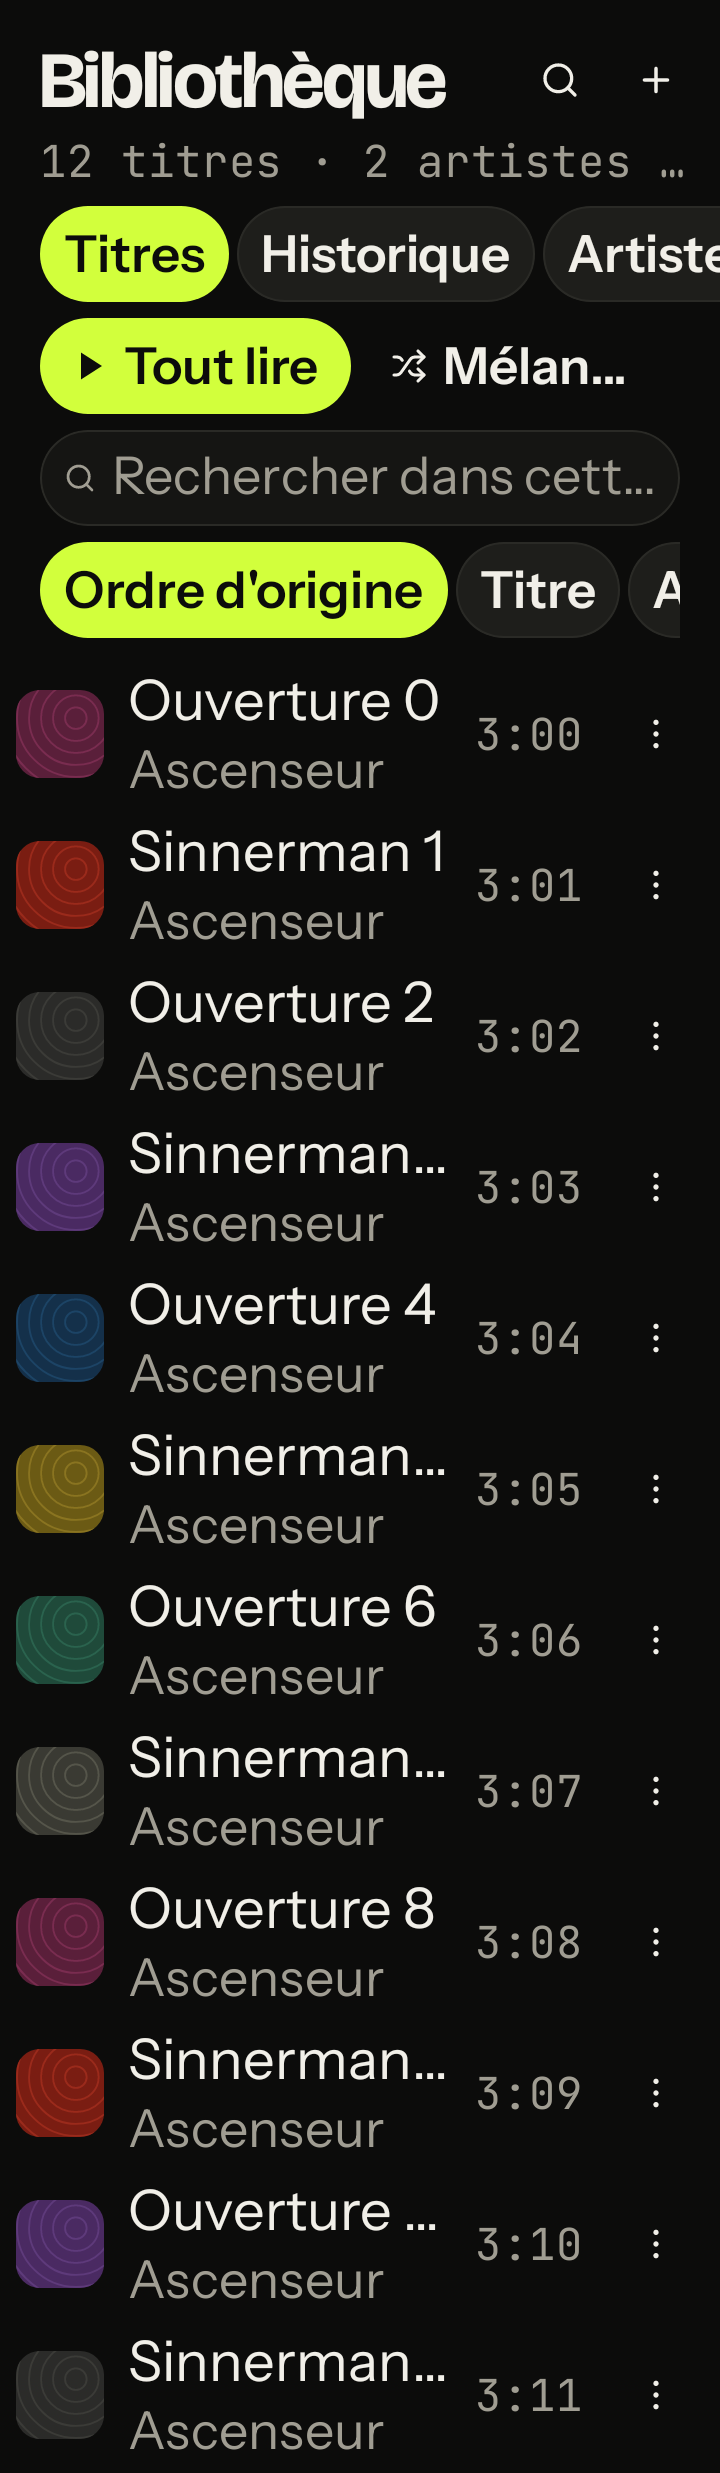 Bibliothèque
12 titres · 2 artistes …
Titres Historique Artiste
Tout lire Mélan…
Rechercher dans cett…
Ordre d'origine Titre A
Ouverture 0 3:00
Ascenseur
Sinnerman 1 3:01
Ascenseur
Ouverture 2 3:02
Ascenseur
Sinnerman… 3:03
Ascenseur
Ouverture 4 3:04
Ascenseur
Sinnerman… 3:05
Ascenseur
Ouverture 6 3:06
Ascenseur
Sinnerman… 3:07
Ascenseur
Ouverture 8 3:08
Ascenseur
Sinnerman… 3:09
Ascenseur
Ouverture … 3:10
Ascenseur
Sinnerman… 3:11
Ascenseur